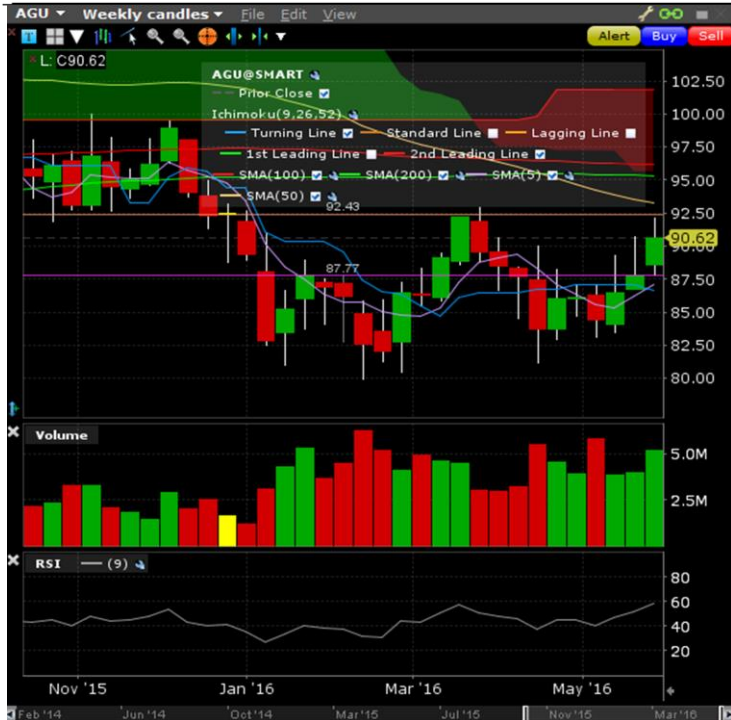 AGU Weekly candles File Edit View
Alert Buy Sell
L: C90.62
AGU@SMART
Prior Close
Ichimoku(9,26,52)
Turning Line Standard Line Lagging Line
1st Leading Line 2nd Leading Line
SMA(100) SMA(200) SMA(5)
SMA(50)
92.43
87.77
102.50
100.00
97.50
95.00
92.50
90.62
90.00
87.50
85.00
82.50
80.00
Volume
5.0M
2.5M
RSI (9)
80
60
40
20
Nov '15 Jan '16 Mar '16 May '16
Feb '14 Jun '14 Oct '14 Mar'15 Jul '15 Nov'15 Mar'16